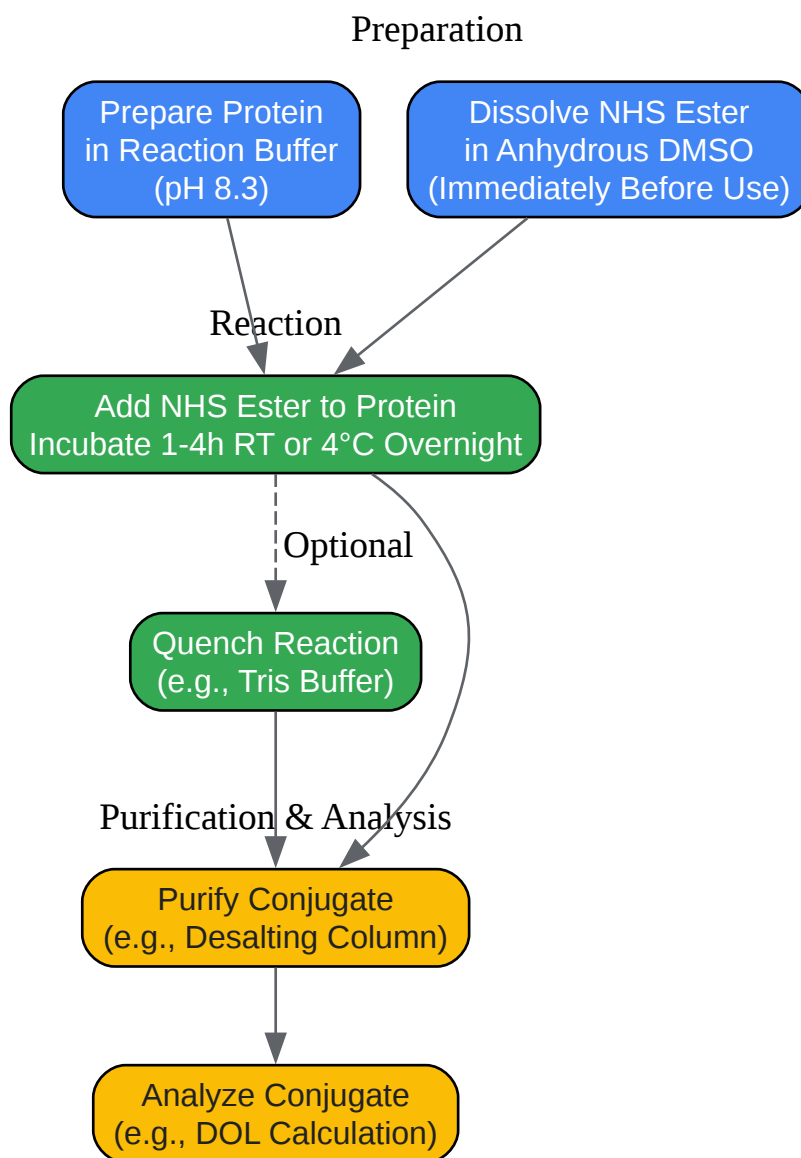 Preparation
Prepare Protein
in Reaction Buffer
(pH 8.3)
Dissolve NHS Ester
in Anhydrous DMSO
(Immediately Before Use)
Reaction
Add NHS Ester to Protein
Incubate 1-4h RT or 4°C Overnight
Optional
Quench Reaction
(e.g., Tris Buffer)
Purification & Analysis
Purify Conjugate
(e.g., Desalting Column)
Analyze Conjugate
(e.g., DOL Calculation)